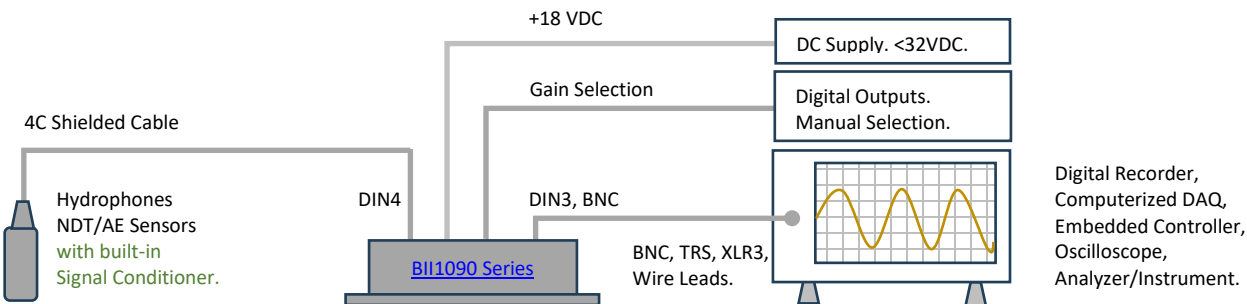 +18 VDC
DC Supply. <32VDC.
Gain Selection
Digital Outputs.
Manual Selection.
4C Shielded Cable
Hydrophones
NDT/AE Sensors
with built-in
Signal Conditioner.
DIN4
DIN3, BNC
BII1090 Series
BNC, TRS, XLR3,
Wire Leads.
Digital Recorder,
Computerized DAQ,
Embedded Controller,
Oscilloscope,
Analyzer/Instrument.